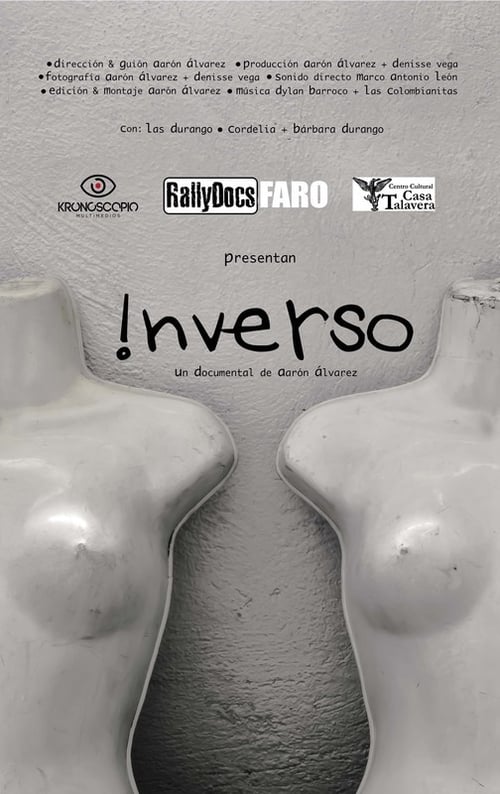 •dirección & guión aarón álvarez •producción aarón álvarez + denisse vega
•fotografía aarón álvarez + denisse vega •sonido directo marco antonio león
•edición & montaje aarón álvarez •música dylan barroco + las colombianitas
con: las durango • cordelia + bárbara durango
KRONOSCOPIO
MULTIMEDIOS
RallyDocs FARO
Centro Cultural
Casa
Talavera
presentan
!nverso
un documental de aarón álvarez